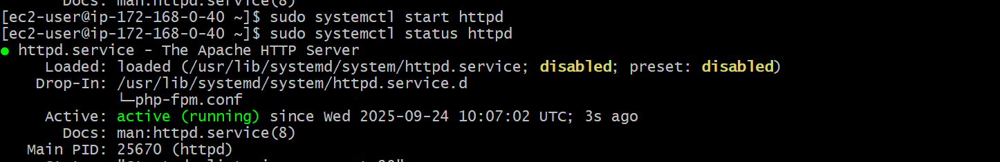 Docs: man:httpd.service(8)
[ec2-user@ip-172-168-0-40 ~]$ sudo systemctl start httpd
[ec2-user@ip-172-168-0-40 ~]$ sudo systemctl status httpd
● httpd.service - The Apache HTTP Server
Loaded: loaded (/usr/lib/systemd/system/httpd.service; disabled; preset: disabled)
Drop-In: /usr/lib/systemd/system/httpd.service.d
└─php-fpm.conf
Active: active (running) since Wed 2025-09-24 10:07:02 UTC; 3s ago
Docs: man:httpd.service(8)
Main PID: 25670 (httpd)